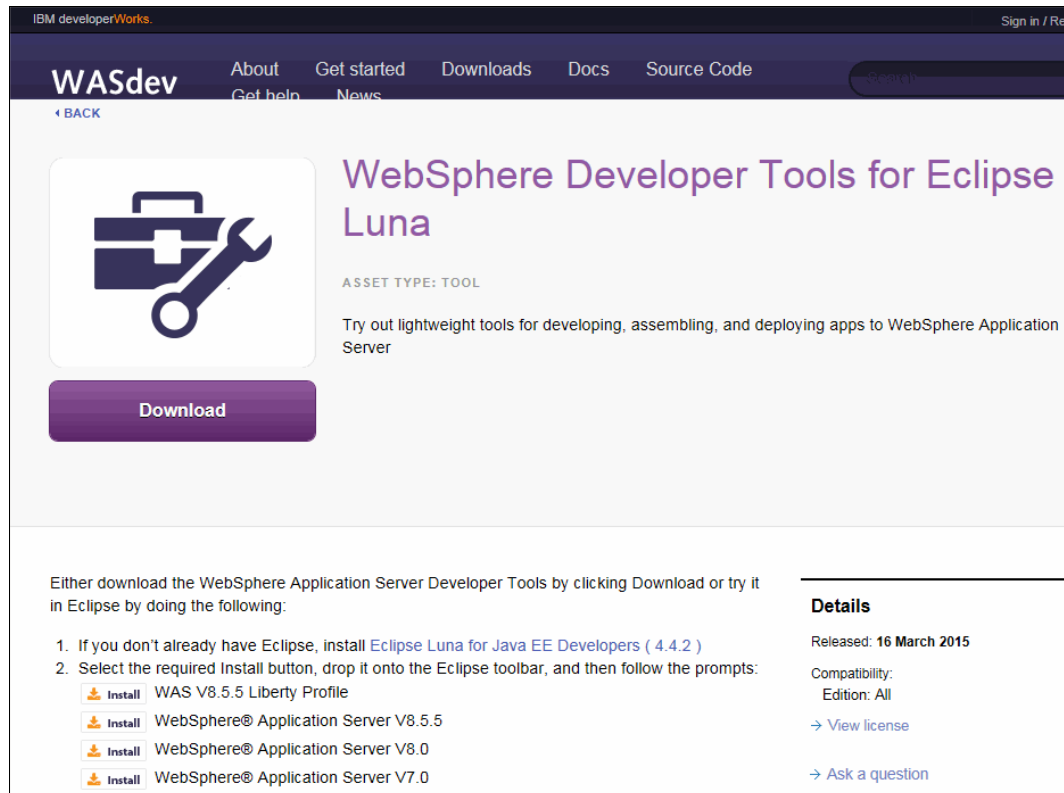 IBM developerWorks.
Sign in / Re
WASdev
About Get started Downloads Docs Source Code
Get help News
Search
BACK
WebSphere Developer Tools for Eclipse
Luna
ASSET TYPE: TOOL
Try out lightweight tools for developing, assembling, and deploying apps to WebSphere Application
Server
Download
Either download the WebSphere Application Server Developer Tools by clicking Download or try it
in Eclipse by doing the following:
1. If you don't already have Eclipse, install Eclipse Luna for Java EE Developers ( 4.4.2 )
2. Select the required Install button, drop it onto the Eclipse toolbar, and then follow the prompts:
Install WAS V8.5.5 Liberty Profile
Install WebSphere® Application Server V8.5.5
Install WebSphere® Application Server V8.0
Install WebSphere® Application Server V7.0
Details
Released: 16 March 2015
Compatibility:
Edition: All
→ View license
→ Ask a question